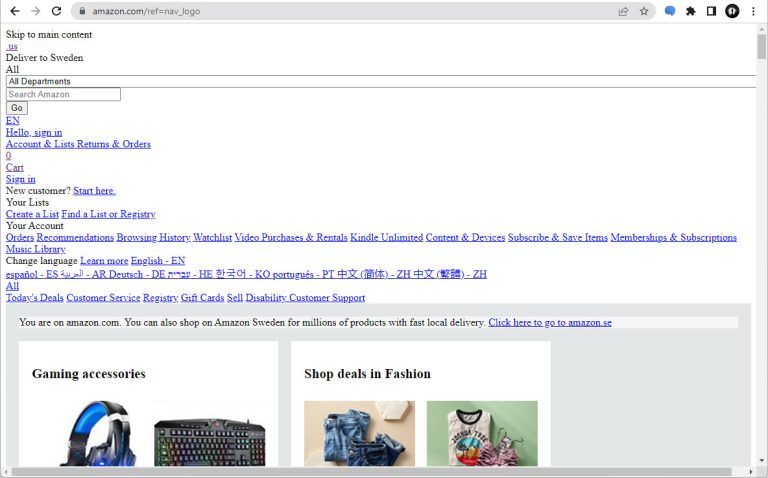 amazon.com/ref=nav_logo
Skip to main content
.us
Deliver to Sweden
All
All Departments
Search Amazon
Go
EN
Hello, sign in
Account & Lists Returns & Orders
0
Cart
Sign in
New customer? Start here.
Your Lists
Create a List Find a List or Registry
Your Account
Orders Recommendations Browsing History Watchlist Video Purchases & Rentals Kindle Unlimited Content & Devices Subscribe & Save Items Memberships & Subscriptions
Music Library
Change language Learn more English - EN
español - ES العربية - AR Deutsch - DE עברית - HE 한국어 - KO português - PT 中文 (简体) - ZH 中文 (繁體) - ZH
All
Today's Deals Customer Service Registry Gift Cards Sell Disability Customer Support
You are on amazon.com. You can also shop on Amazon Sweden for millions of products with fast local delivery. Click here to go to amazon.se
Gaming accessories
Shop deals in Fashion
JOSHUA TREE